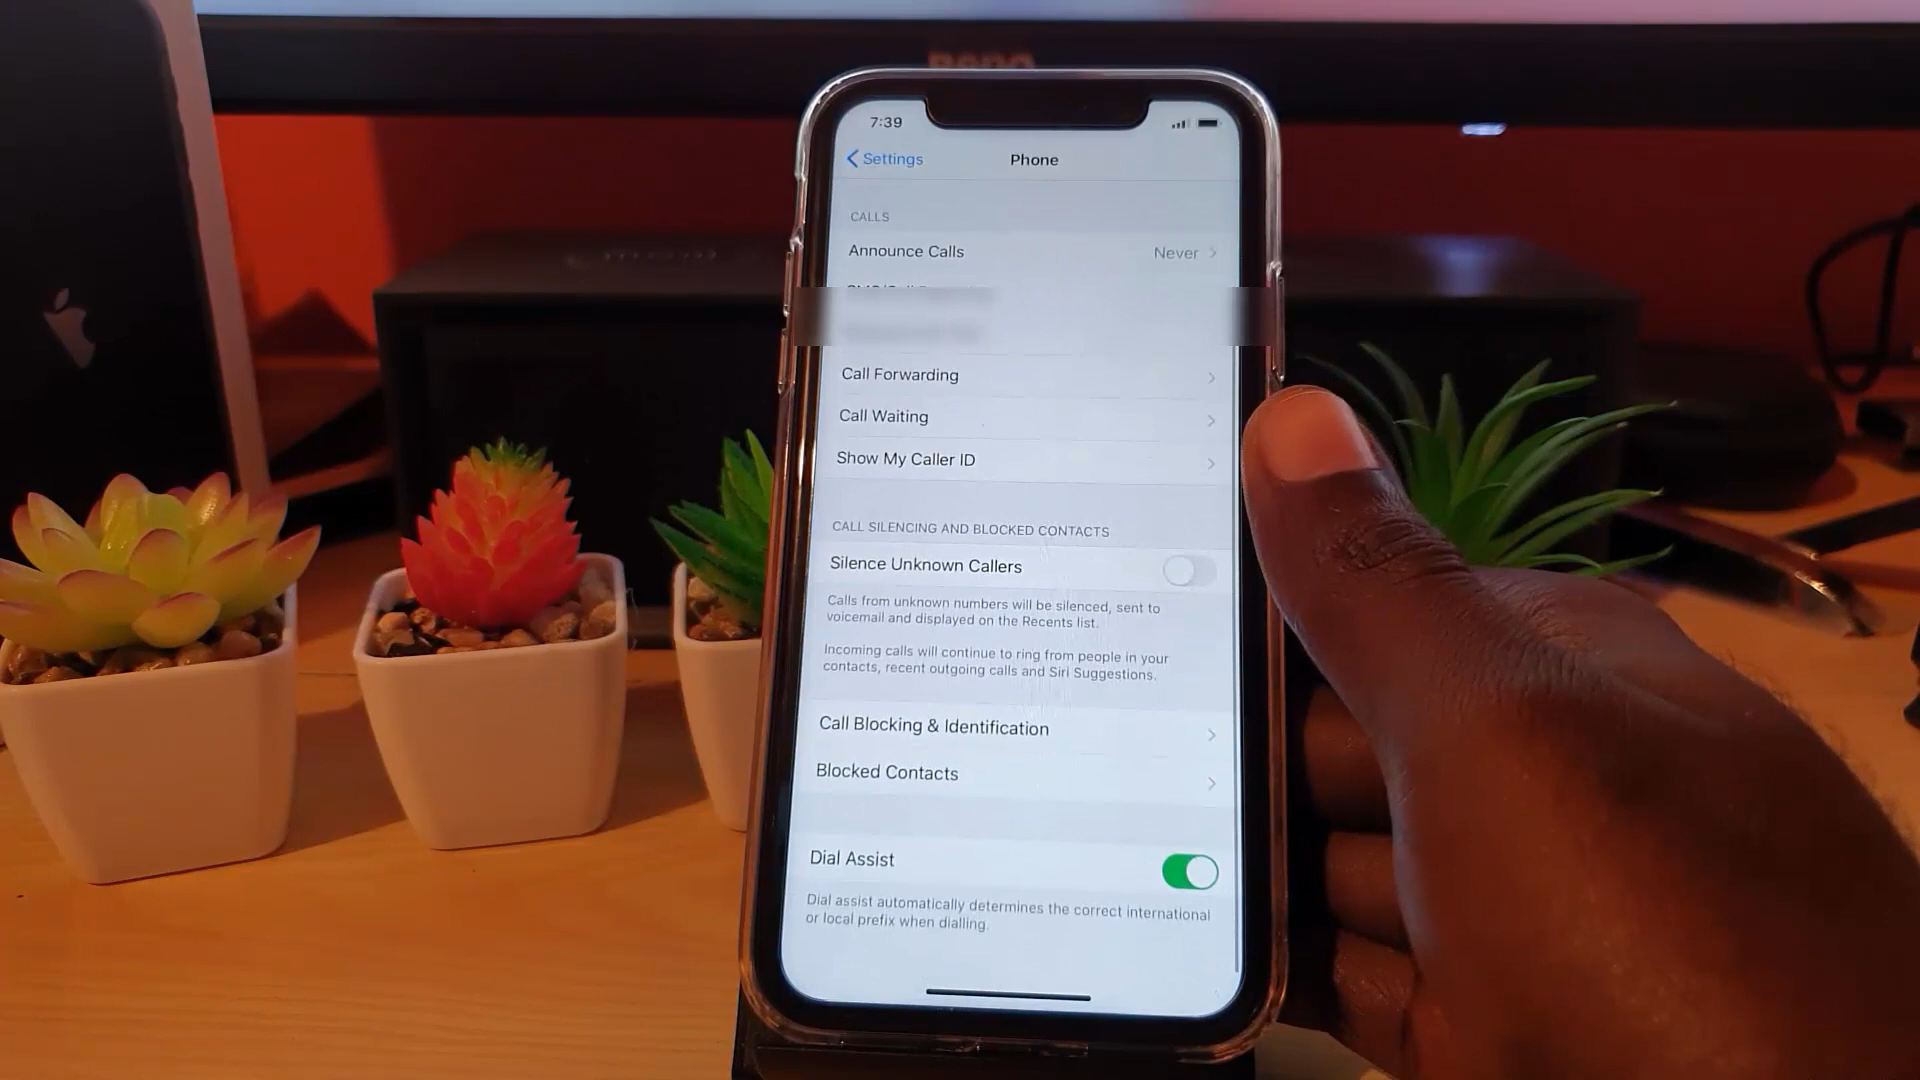 7:39
Settings
Phone
CALLS
Announce Calls
Never
Call Forwarding
Call Waiting
Show My Caller ID
CALL SILENCING AND BLOCKED CONTACTS
Silence Unknown Callers
Calls from unknown numbers will be silenced, sent to
voicemail and displayed on the Recents list.
Incoming calls will continue to ring from people in your
contacts, recent outgoing calls and Siri Suggestions.
Call Blocking & Identification
Blocked Contacts
Dial Assist
Dial assist automatically determines the correct international
or local prefix when dialling.